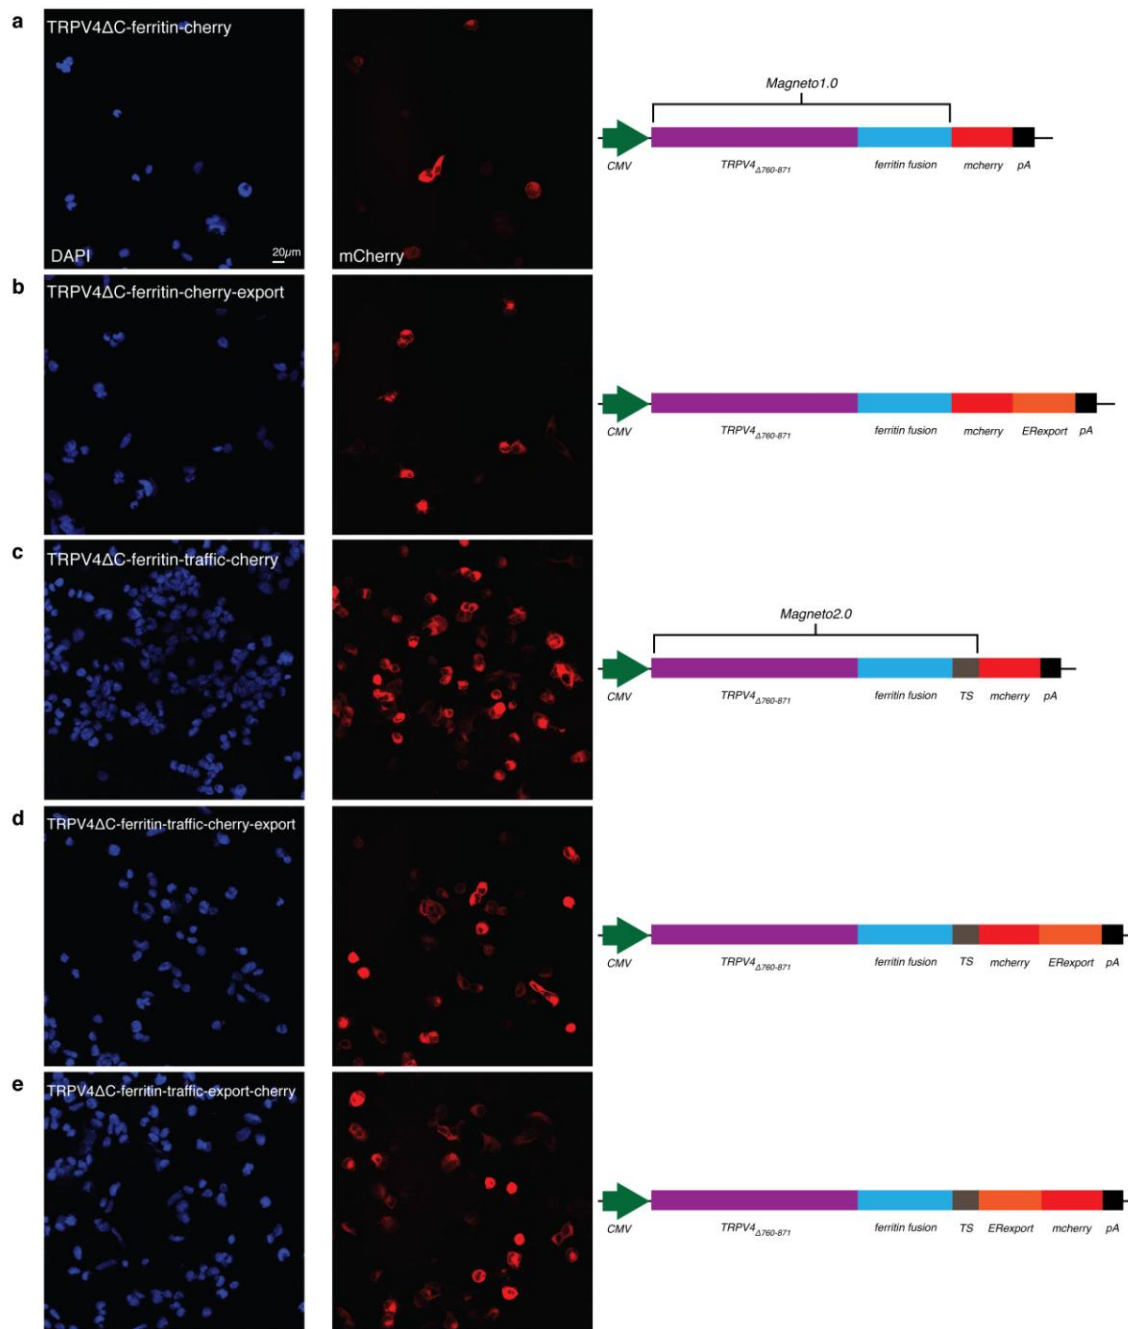 a
TRPV4ΔC-ferritin-cherry
DAPI
20µm
mCherry
Magneto1.0
CMV
TRPV4Δ760-871
ferritin fusion
mcherry
pA
b
TRPV4ΔC-ferritin-cherry-export
CMV
TRPV4Δ760-871
ferritin fusion
mcherry
ERexport
pA
c
TRPV4ΔC-ferritin-traffic-cherry
Magneto2.0
CMV
TRPV4Δ760-871
ferritin fusion
TS
mcherry
pA
d
TRPV4ΔC-ferritin-traffic-cherry-export
CMV
TRPV4Δ760-871
ferritin fusion
TS
mcherry
ERexport
pA
e
TRPV4ΔC-ferritin-traffic-export-cherry
CMV
TRPV4Δ760-871
ferritin fusion
TS
ERexport
mcherry
pA